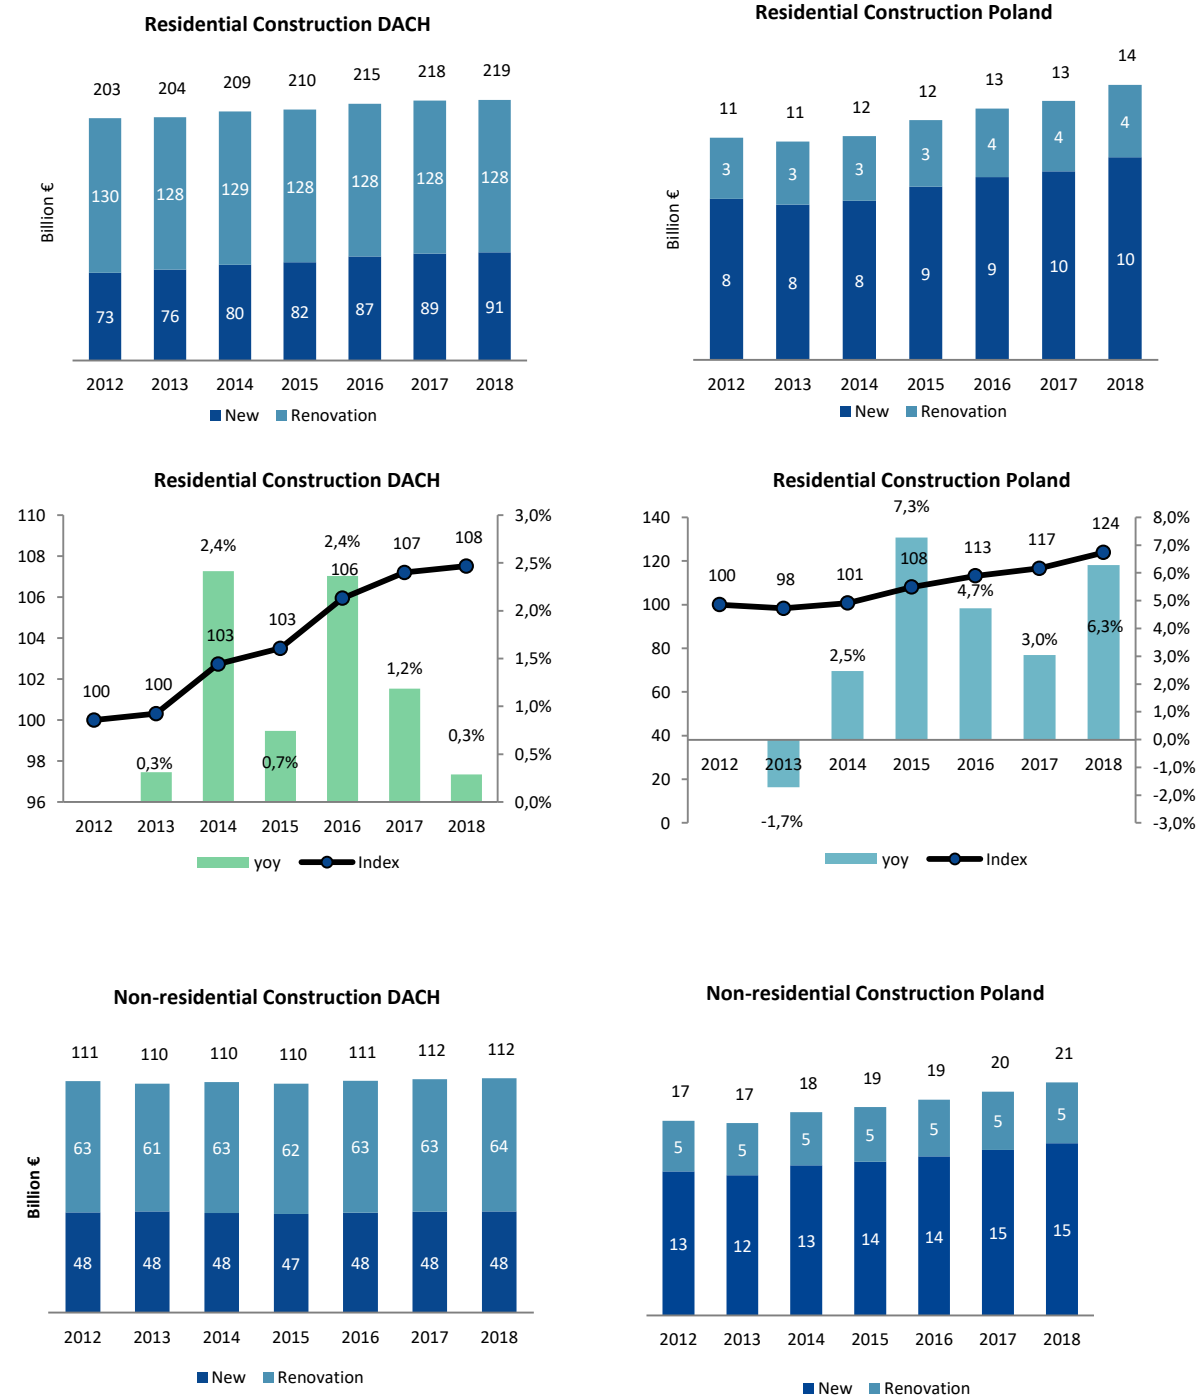 Residential Construction DACH
203 204 209 210 215 218 219
130 128 129 128 128 128 128
73 76 80 82 87 89 91
Billion €
2012 2013 2014 2015 2016 2017 2018
New Renovation
Residential Construction Poland
11 11 12 12 13 13 14
3 3 3 3 4 4 4
8 8 8 9 9 10 10
Billion €
2012 2013 2014 2015 2016 2017 2018
New Renovation
Residential Construction DACH
110
108
106
104
102
100
98
96
3,0%
2,5%
2,0%
1,5%
1,0%
0,5%
0,0%
100 100 103 103 106 107 108
0,3% 2,4% 0,7% 2,4% 1,2% 0,3%
2012 2013 2014 2015 2016 2017 2018
yoy Index
Residential Construction Poland
140
120
100
80
60
40
20
0
8,0%
7,0%
6,0%
5,0%
4,0%
3,0%
2,0%
1,0%
0,0%
-1,0%
-2,0%
-3,0%
100 98 101 108 113 117 124
-1,7% 2,5% 7,3% 4,7% 3,0% 6,3%
2012 2013 2014 2015 2016 2017 2018
yoy Index
Non-residential Construction DACH
111 110 110 110 111 112 112
63 61 63 62 63 63 64
48 48 48 47 48 48 48
Billion €
2012 2013 2014 2015 2016 2017 2018
New Renovation
Non-residential Construction Poland
17 17 18 19 19 20 21
5 5 5 5 5 5 5
13 12 13 14 14 15 15
2012 2013 2014 2015 2016 2017 2018
New Renovation